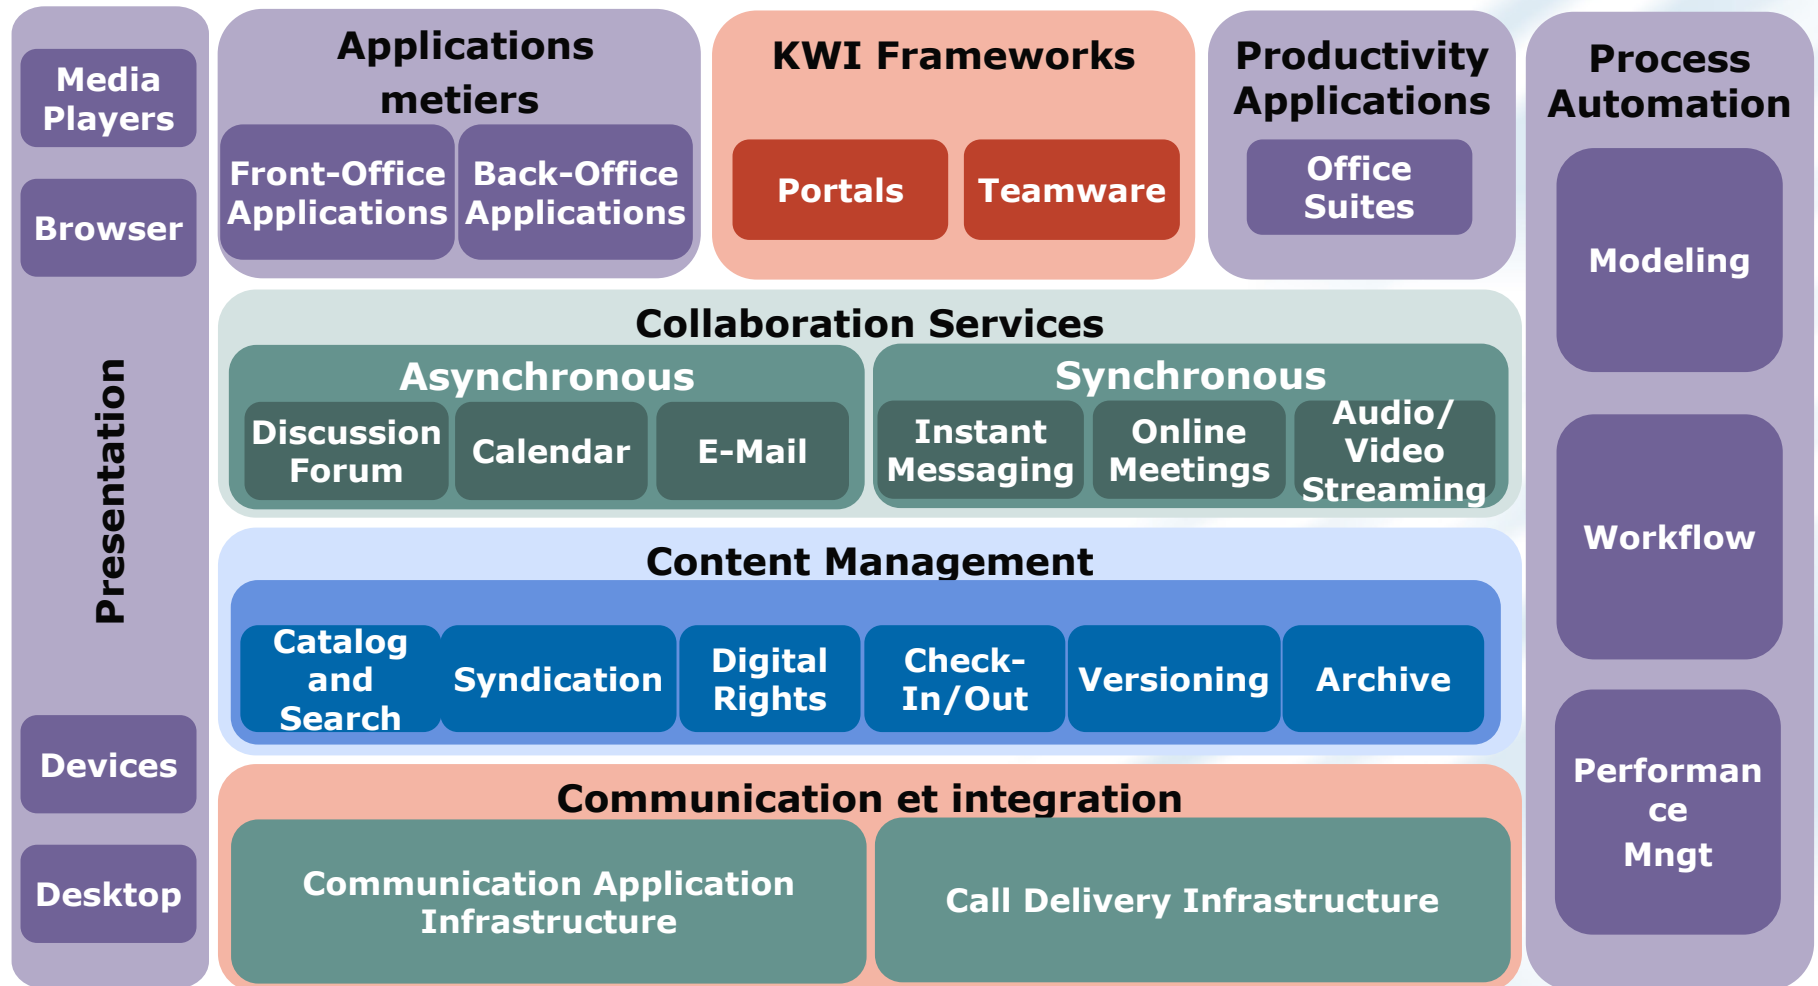 Media
Players
Browser
Presentation
Devices
Desktop
Applications
metiers
Front-Office
Applications
Back-Office
Applications
KWI Frameworks
Portals
Teamware
Productivity
Applications
Office
Suites
Collaboration Services
Asynchronous
Discussion
Forum
Calendar
E-Mail
Synchronous
Instant
Messaging
Online
Meetings
Audio/
Video
Streaming
Content Management
Catalog
and
Search
Syndication
Digital
Rights
Check-
In/Out
Versioning
Archive
Communication et integration
Communication Application
Infrastructure
Call Delivery Infrastructure
Process
Automation
Modeling
Workflow
Performan
ce
Mngt